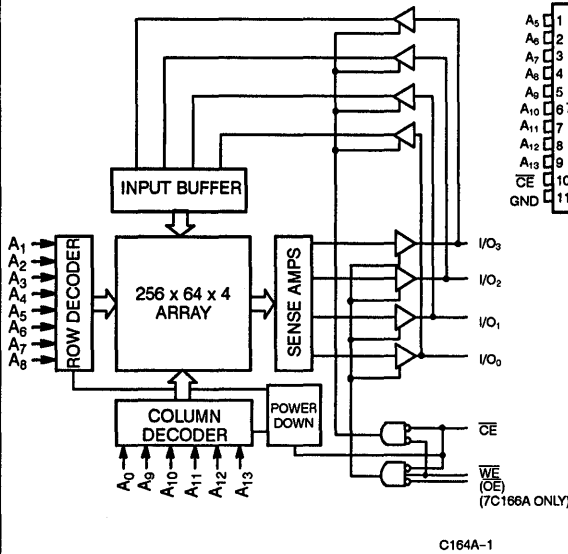 A5 1
A6 2
A7 3
A8 4
A9 5
A10 6 7
A11 7
A12 8
A13 9
CE 10
GND 11
INPUT BUFFER
A1
A2
A3
A4
A5
A6
A7
A8
ROW DECODER
256 x 64 x 4
ARRAY
SENSE AMPS
I/O3
I/O2
I/O1
I/O0
COLUMN
DECODER
POWER
DOWN
A0 A9 A10 A11 A12 A13
CE
WE
(OE)
(7C166A ONLY)
C164A–1